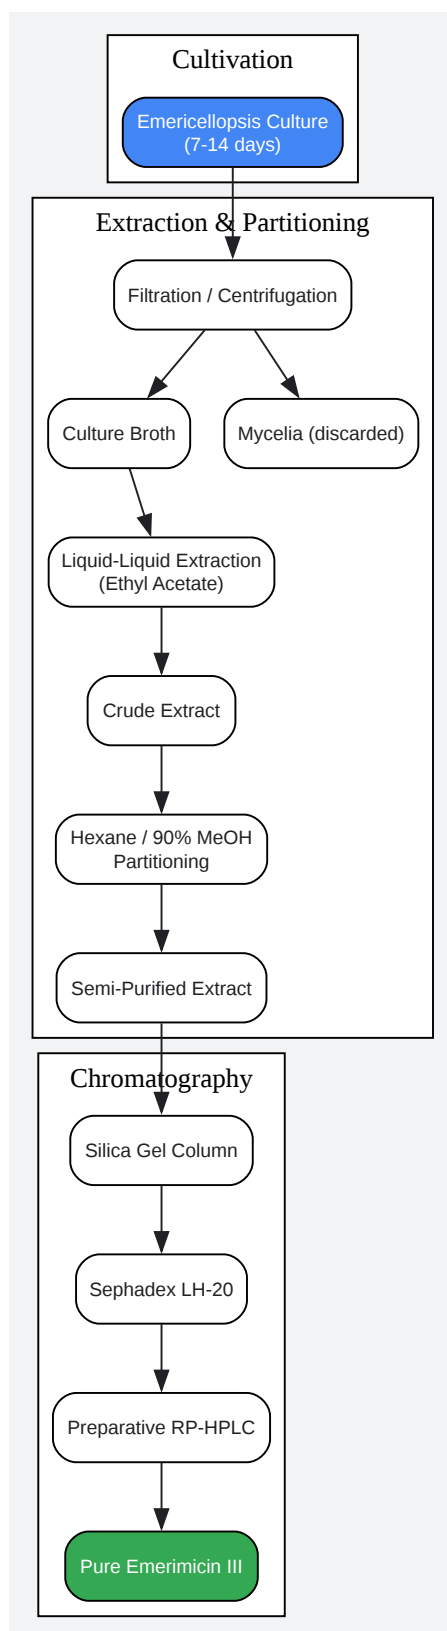 Cultivation
Emericellopsis Culture
(7-14 days)
Extraction & Partitioning
Filtration / Centrifugation
Culture Broth
Mycelia (discarded)
Liquid-Liquid Extraction
(Ethyl Acetate)
Crude Extract
Hexane / 90% MeOH
Partitioning
Semi-Purified Extract
Chromatography
Silica Gel Column
Sephadex LH-20
Preparative RP-HPLC
Pure Emerimicin III